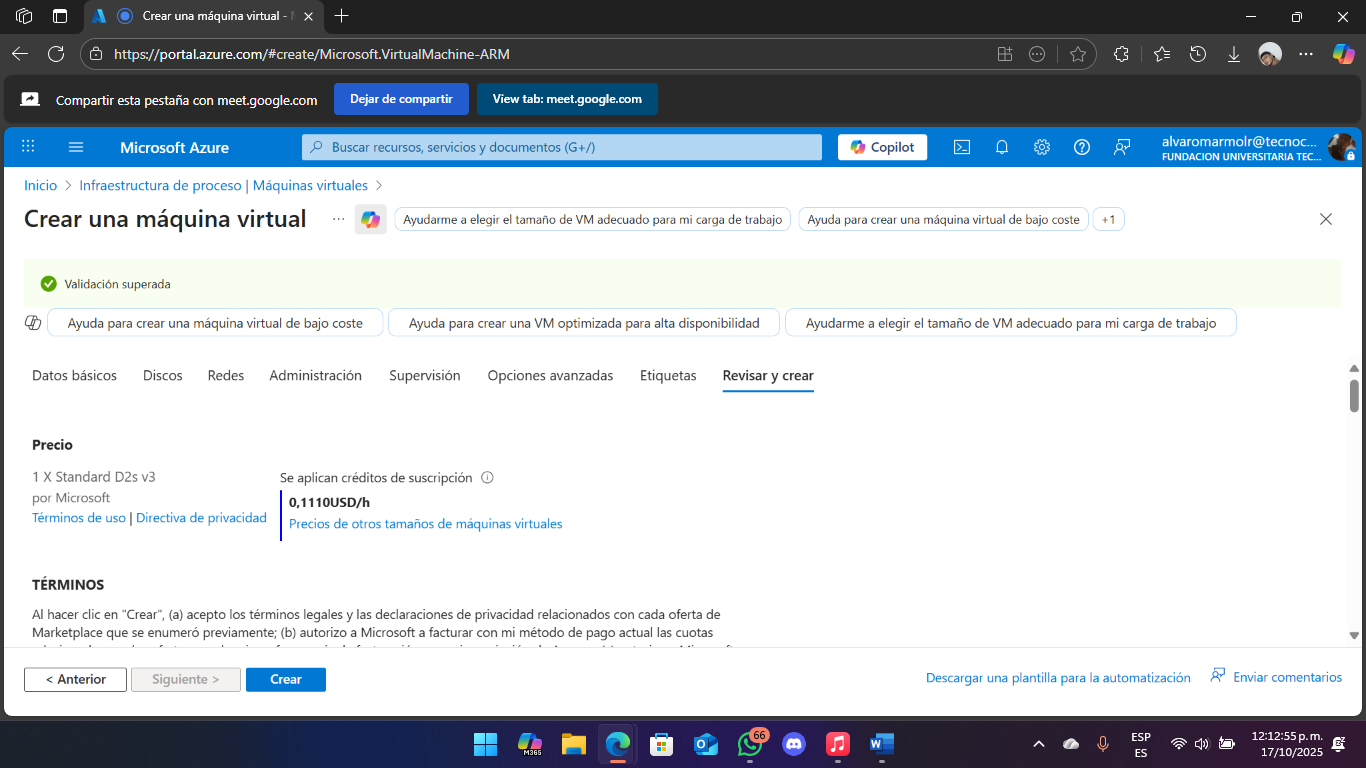 Crear una máquina virtual -
https://portal.azure.com/#create/Microsoft.VirtualMachine-ARM
Compartir esta pestaña con meet.google.com
Dejar de compartir
View tab: meet.google.com
Microsoft Azure
Buscar recursos, servicios y documentos (G+/)
Copilot
alvaromarmolr@tecnoc...
FUNDACION UNIVERSITARIA TEC...
Inicio > Infraestructura de proceso | Máquinas virtuales >
Crear una máquina virtual ...
Ayudarme a elegir el tamaño de VM adecuado para mi carga de trabajo
Ayuda para crear una máquina virtual de bajo coste
+1
Validación superada
Ayuda para crear una máquina virtual de bajo coste
Ayuda para crear una VM optimizada para alta disponibilidad
Ayudarme a elegir el tamaño de VM adecuado para mi carga de trabajo
Datos básicos Discos Redes Administración Supervisión Opciones avanzadas Etiquetas Revisar y crear
Precio
1 X Standard D2s v3
por Microsoft
Términos de uso | Directiva de privacidad
Se aplican créditos de suscripción
0,1110USD/h
Precios de otros tamaños de máquinas virtuales
TÉRMINOS
Al hacer clic en "Crear", (a) acepto los términos legales y las declaraciones de privacidad relacionados con cada oferta de
Marketplace que se enumeró previamente; (b) autorizo a Microsoft a facturar con mi método de pago actual las cuotas
< Anterior
Siguiente >
Crear
Descargar una plantilla para la automatización
Enviar comentarios
M365
66
ESP
ES
12:12:55 p. m.
17/10/2025